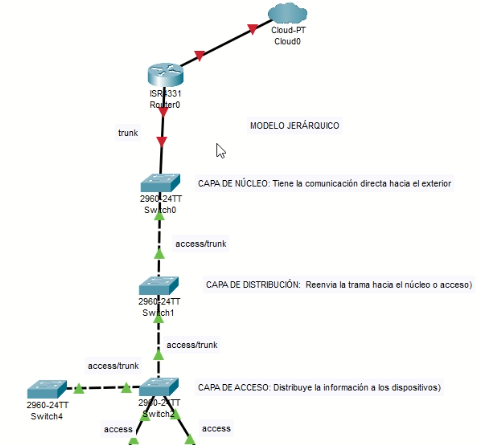 Cloud-PT
Cloud0
ISR4331
Router0
trunk
MODELO JERÁRQUICO
2960-24TT
Switch0
CAPA DE NÚCLEO: Tiene la comunicación directa hacia el exterior
access/trunk
2960-24TT
Switch1
CAPA DE DISTRIBUCIÓN: Reenvia la trama hacia el núcleo o acceso)
access/trunk
access/trunk
2960-24TT
Switch4
2960-24TT
Switch2
CAPA DE ACCESO: Distribuye la información a los dispositivos)
access
access